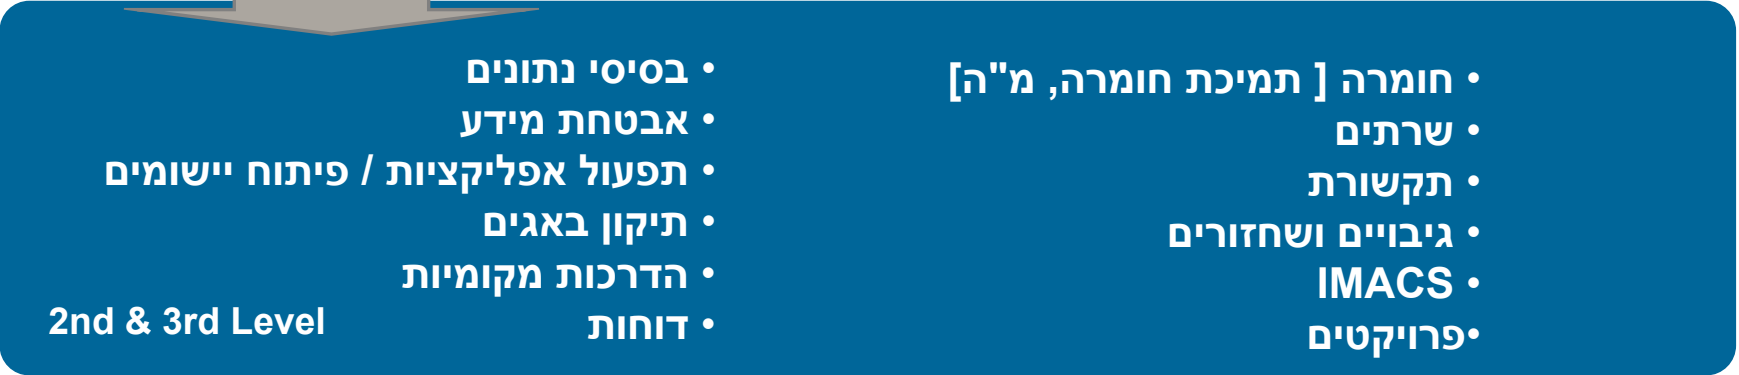 • חומרה [ תמיכת חומרה, מ"ה]
• שרתים
• תקשורת
• גיבויים ושחזורים
• IMACS
•פרויקטים
• בסיסי נתונים
• אבטחת מידע
• תפעול אפליקציות / פיתוח יישומים
• תיקון באגים
• הדרכות מקומיות
• דוחות
2nd & 3rd Level